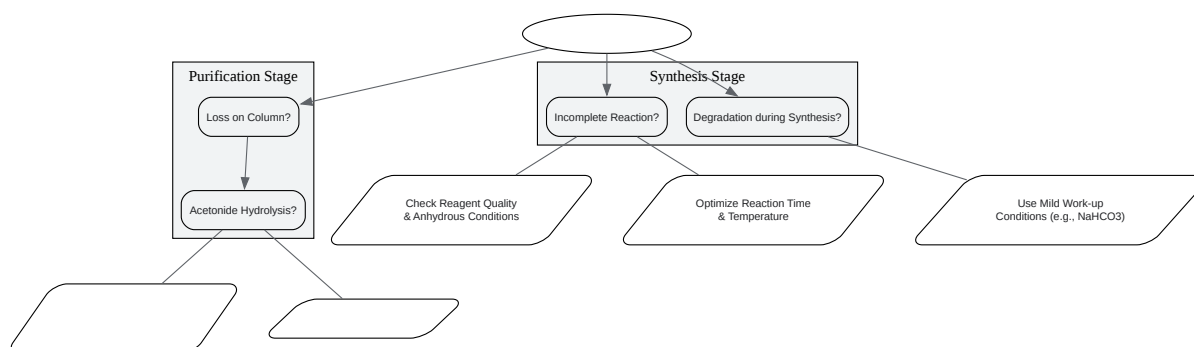 Purification Stage
Synthesis Stage
Loss on Column?
Incomplete Reaction?
Degradation during Synthesis?
Acetonide Hydrolysis?
Check Reagent Quality
& Anhydrous Conditions
Optimize Reaction Time
& Temperature
Use Mild Work-up
Conditions (e.g., NaHCO3)